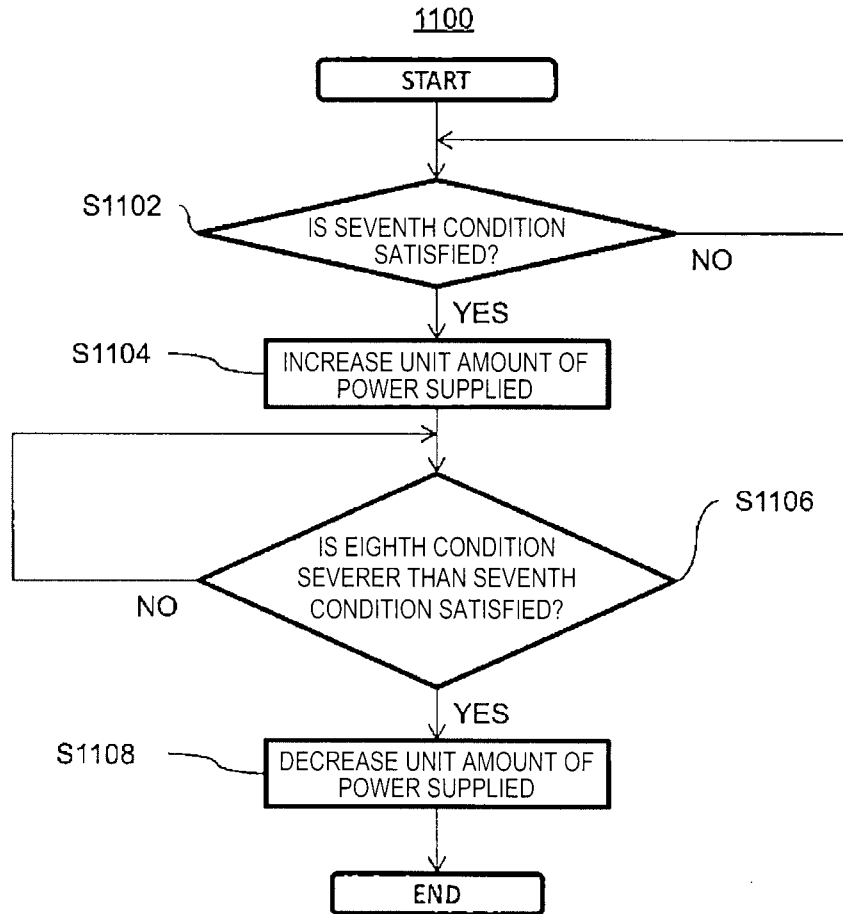 1100
START
S1102
IS SEVENTH CONDITION
SATISFIED?
NO
YES
S1104
INCREASE UNIT AMOUNT OF
POWER SUPPLIED
S1106
IS EIGHTH CONDITION
SEVERER THAN SEVENTH
CONDITION SATISFIED?
NO
YES
S1108
DECREASE UNIT AMOUNT OF
POWER SUPPLIED
END